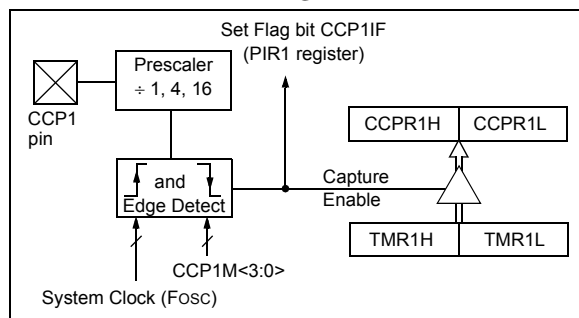 Set Flag bit CCP1IF
(PIR1 register)
Prescaler
÷ 1, 4, 16
CCP1
pin
CCPR1H CCPR1L
and
Edge Detect
Capture
Enable
TMR1H TMR1L
CCP1M<3:0>
System Clock (FOSC)